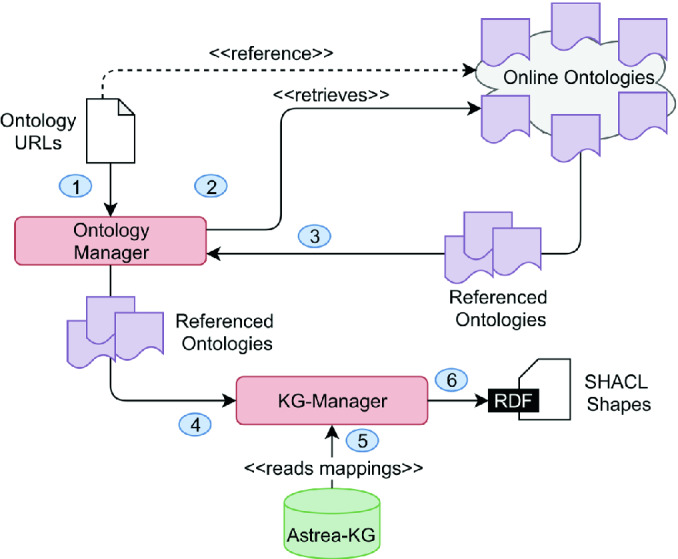 <<reference>>
Online Ontologies
<<retrieves>>
Ontology
URLs
1
2
Ontology
Manager
3
Referenced
Ontologies
Referenced
Ontologies
6
KG-Manager
RDF
SHACL
Shapes
4
5
<<reads mappings>>
Astrea-KG